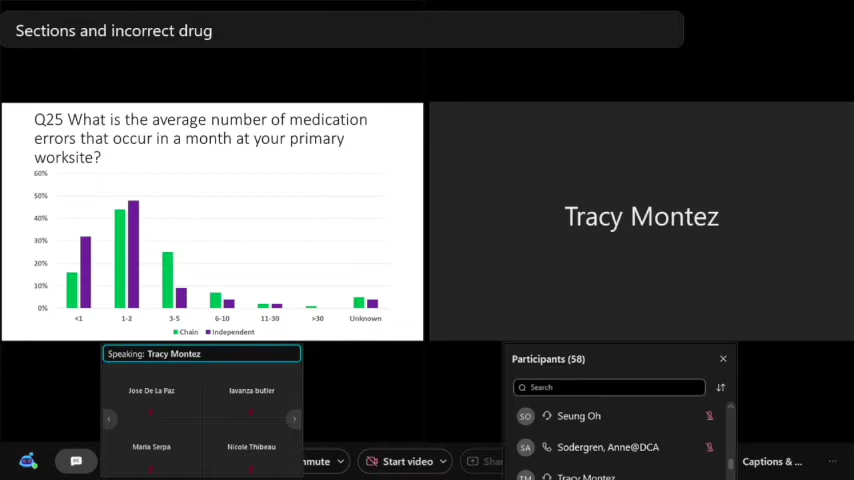 Sections and incorrect drug
Q25 What is the average number of medication
errors that occur in a month at your primary
worksite?
60%
50%
40%
30%
20%
10%
0%
<1 1-2 3-5 6-10 11-30 >30 Unknown
Chain Independent
Tracy Montez
Speaking: Tracy Montez
Jose De La Paz lavanza butler
Maria Serpa Nicole Thibeau
Participants (58)
Search
SO Seung Oh
SA Sodergren, Anne@DCA
TM Tracy Montez
mute Start video Shar
Captions & ...